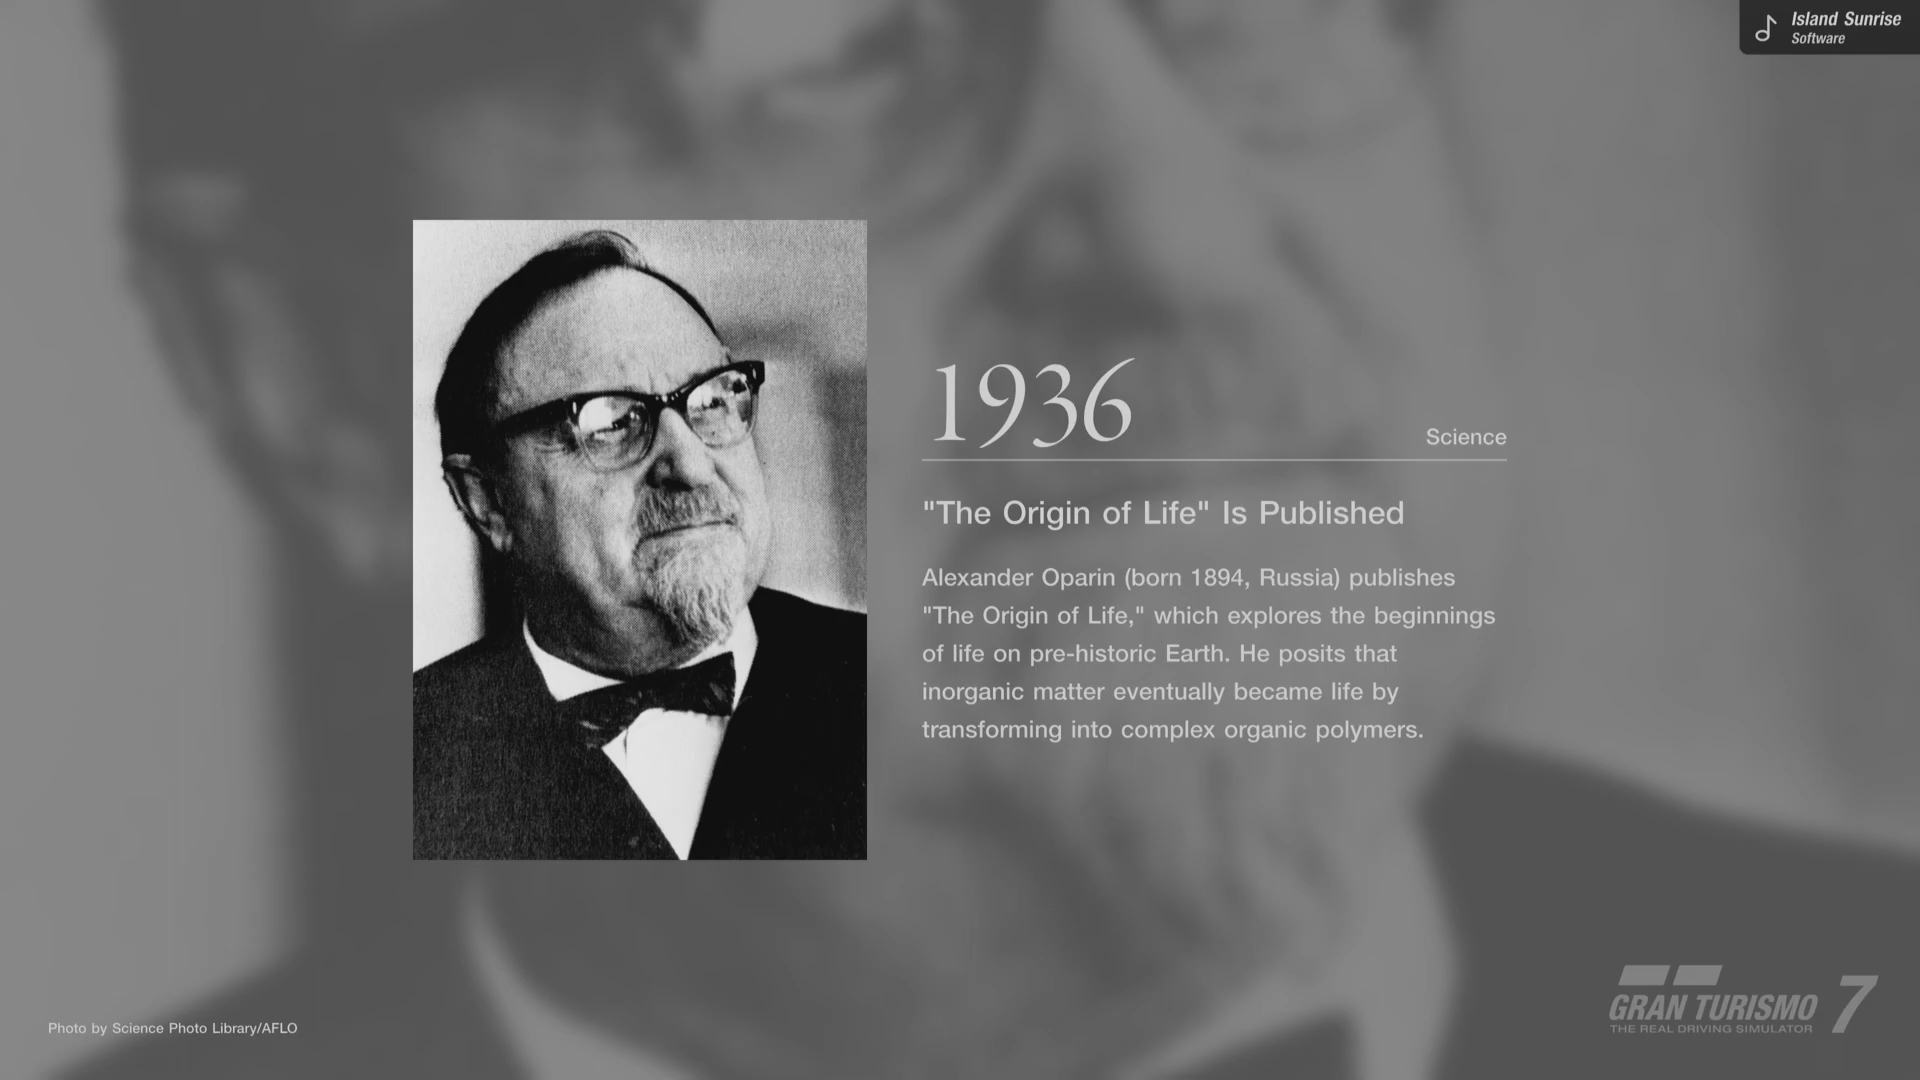 Island Sunrise
Software
1936
Science
"The Origin of Life" Is Published
Alexander Oparin (born 1894, Russia) publishes
"The Origin of Life," which explores the beginnings
of life on pre-historic Earth. He posits that
inorganic matter eventually became life by
transforming into complex organic polymers.
Photo by Science Photo Library/AFLO
GRAN TURISMO 7
THE REAL DRIVING SIMULATOR